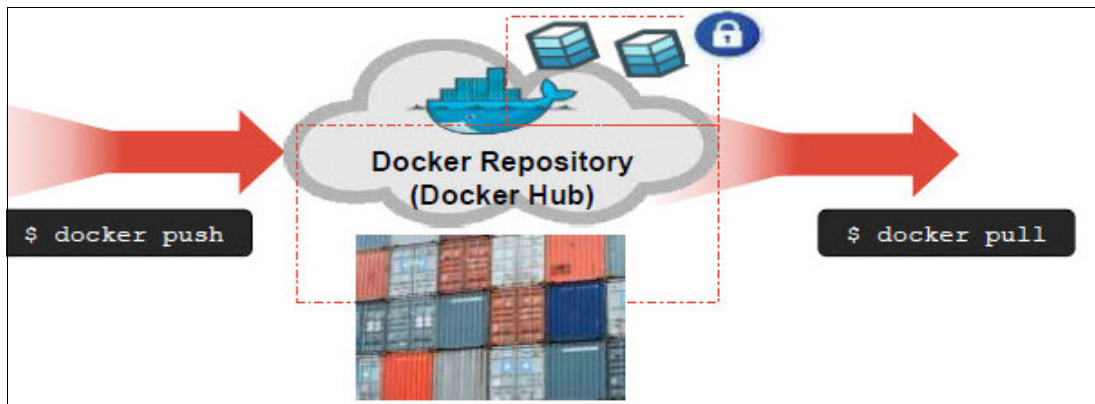 Docker Repository
(Docker Hub)
$ docker push
$ docker pull